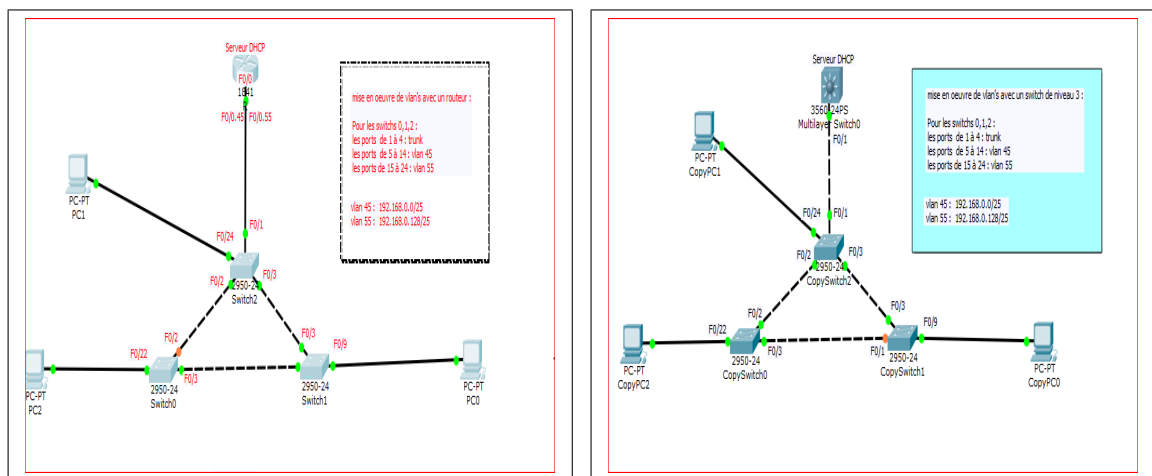 Serveur DHCP
F0/0
1841
F0/0.45
F0/0.55
mise en oeuvre de vlan's avec un routeur :
Pour les switchs 0,1,2 :
les ports de 1 à 4 : trunk
les ports de 5 à 14 : vlan 45
les ports de 15 à 24 : vlan 55
vlan 45 : 192.168.0.0/25
vlan 55 : 192.168.0.128/25
PC-PT
PC1
F0/24
F0/1
F0/2
F0/3
2950-24
Switch2
F0/2
F0/3
F0/22
F0/3
F0/9
2950-24
Switch0
2950-24
Switch1
PC-PT
PC2
PC-PT
PC0
Serveur DHCP
3560-24PS
Multilayer Switch0
F0/1
mise en oeuvre de vlan's avec un switch de niveau 3 :
Pour les switchs 0,1,2 :
les ports de 1 à 4 : trunk
les ports de 5 à 14 : vlan 45
les ports de 15 à 24 : vlan 55
vlan 45 : 192.168.0.0/25
vlan 55 : 192.168.0.128/25
PC-PT
CopyPC1
F0/24
F0/1
F0/2
F0/3
2950-24
CopySwitch2
F0/2
F0/3
F0/22
F0/3
F0/1
F0/9
2950-24
CopySwitch0
2950-24
CopySwitch1
PC-PT
CopyPC2
PC-PT
CopyPC0